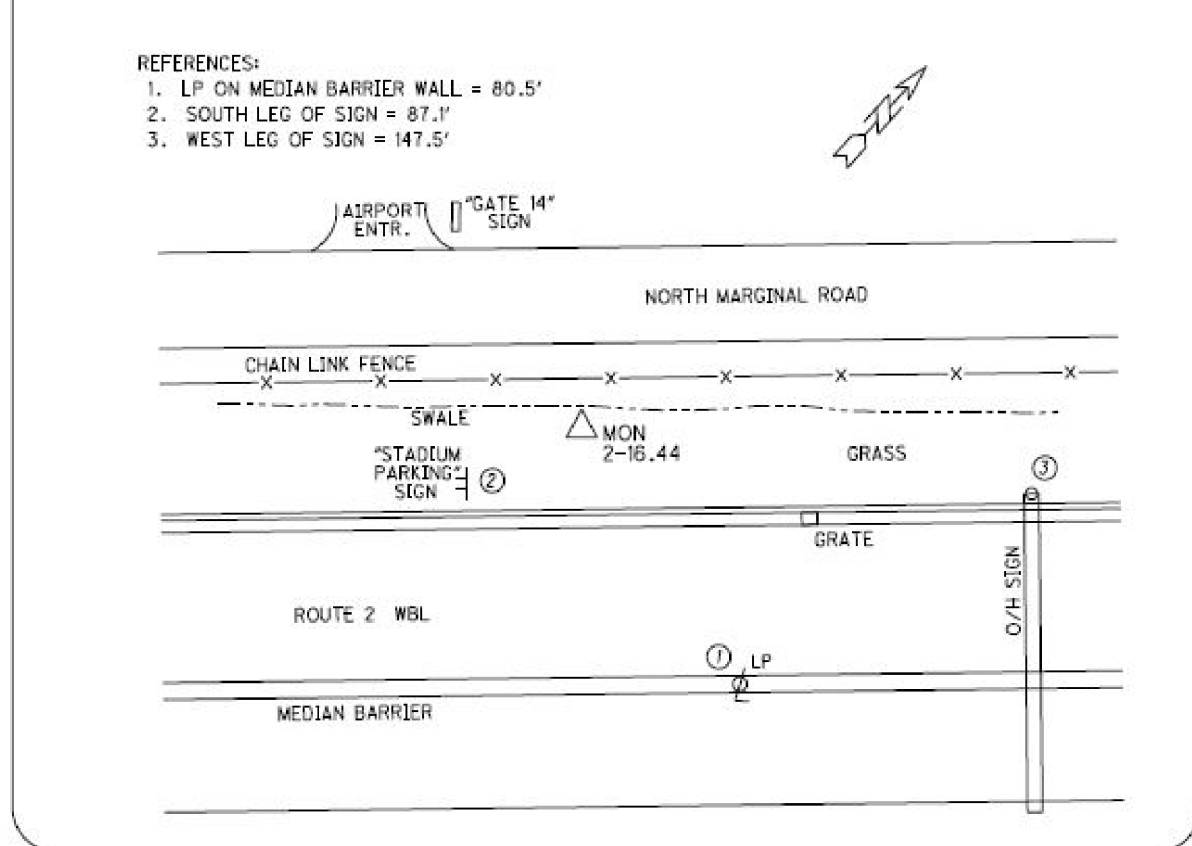 REFERENCES:
1. LP ON MEDIAN BARRIER WALL = 80.5'
2. SOUTH LEG OF SIGN = 87.1'
3. WEST LEG OF SIGN = 147.5'
N
AIRPORT
ENTR.
"GATE 14"
SIGN
NORTH MARGINAL ROAD
CHAIN LINK FENCE
X X X X X X X X
SWALE
MON
2-16.44
"STADIUM
PARKING"
SIGN
2
GRASS
3
GRATE
O/H SIGN
ROUTE 2 WBL
1
LP
MEDIAN BARRIER